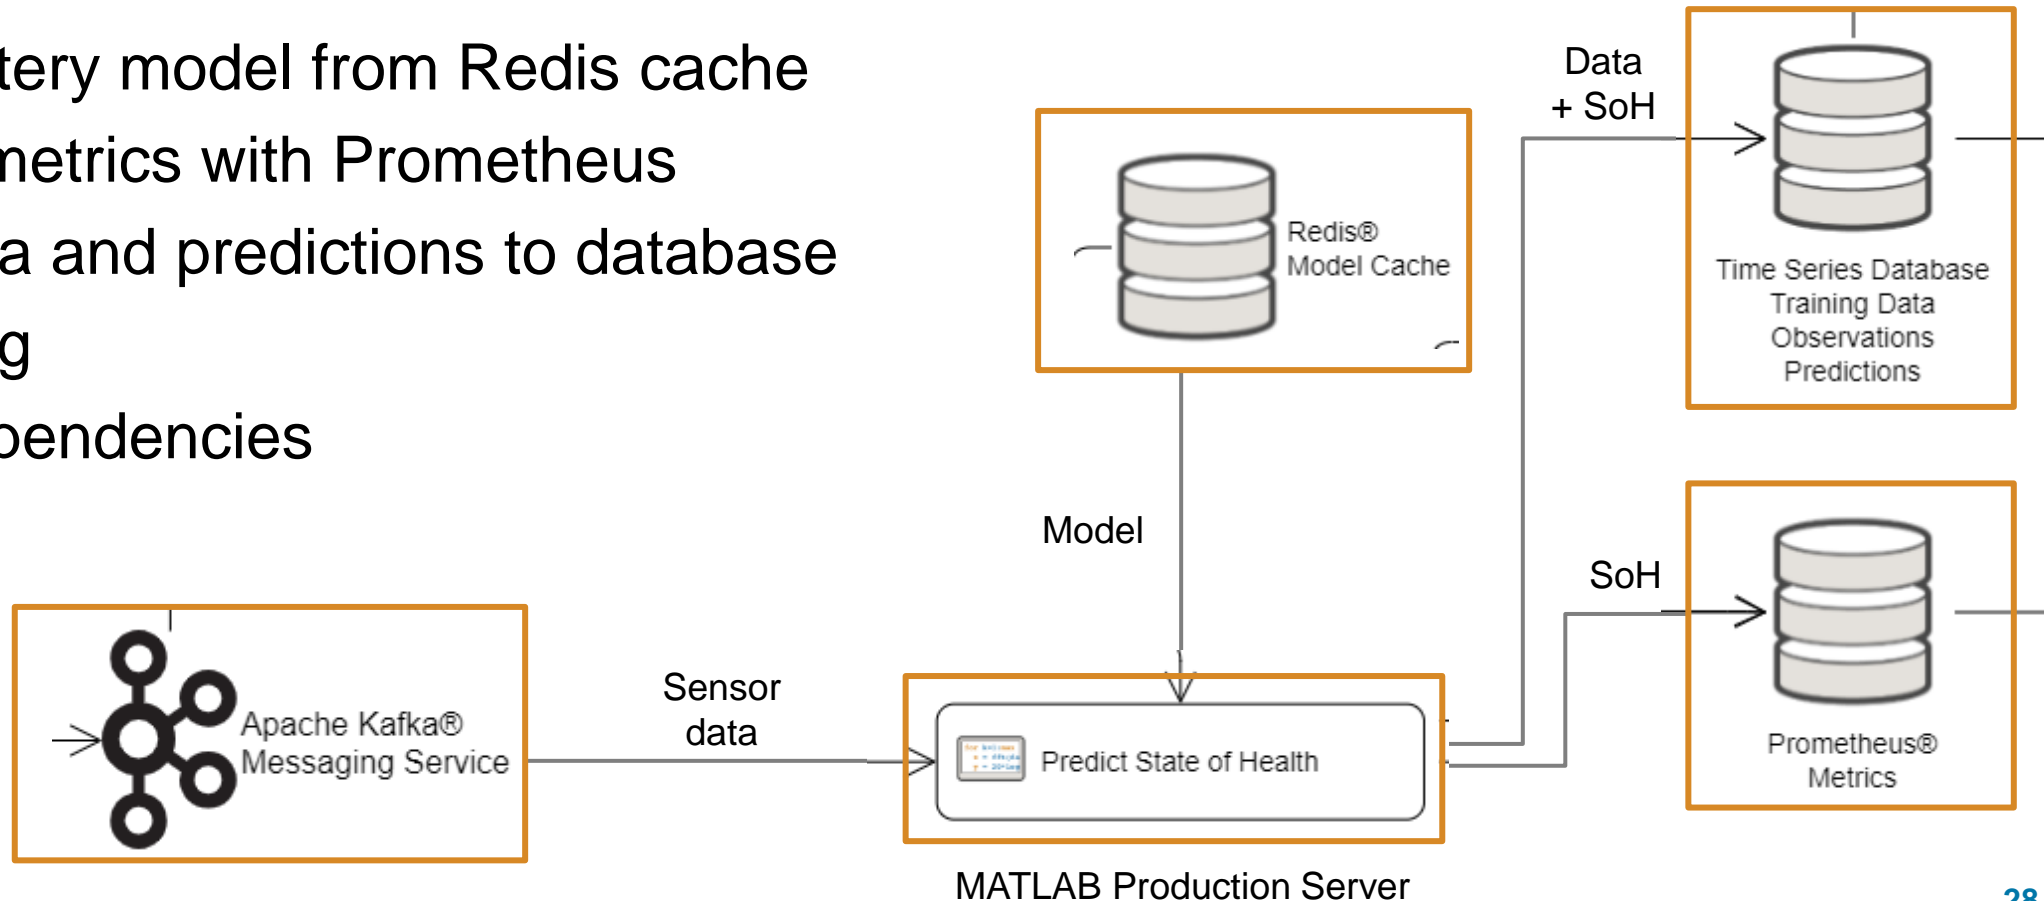 tery model from Redis cache
metrics with Prometheus
a and predictions to database
g
pendencies
Data
+ SoH
Redis®
Model Cache
Time Series Database
Training Data
Observations
Predictions
Model
SoH
Sensor
data
Apache Kafka®
Messaging Service
Predict State of Health
Prometheus®
Metrics
MATLAB Production Server
28